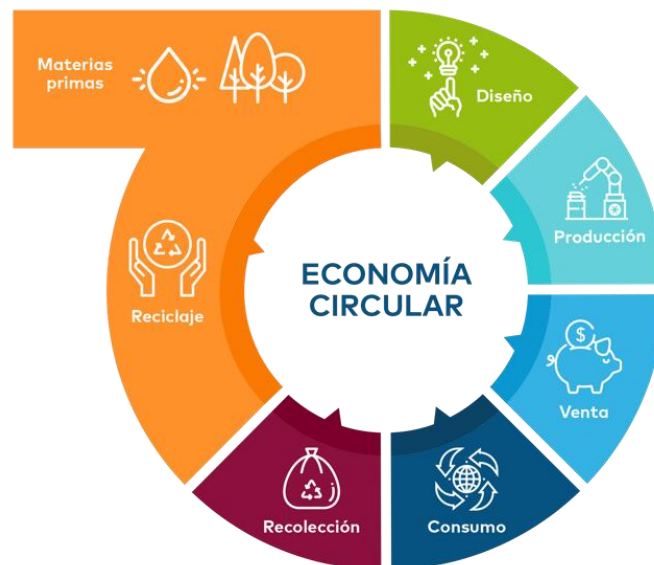 Materias
primas
Diseño
Producción
Venta
Consumo
Recolección
Reciclaje
ECONOMÍA
CIRCULAR
$